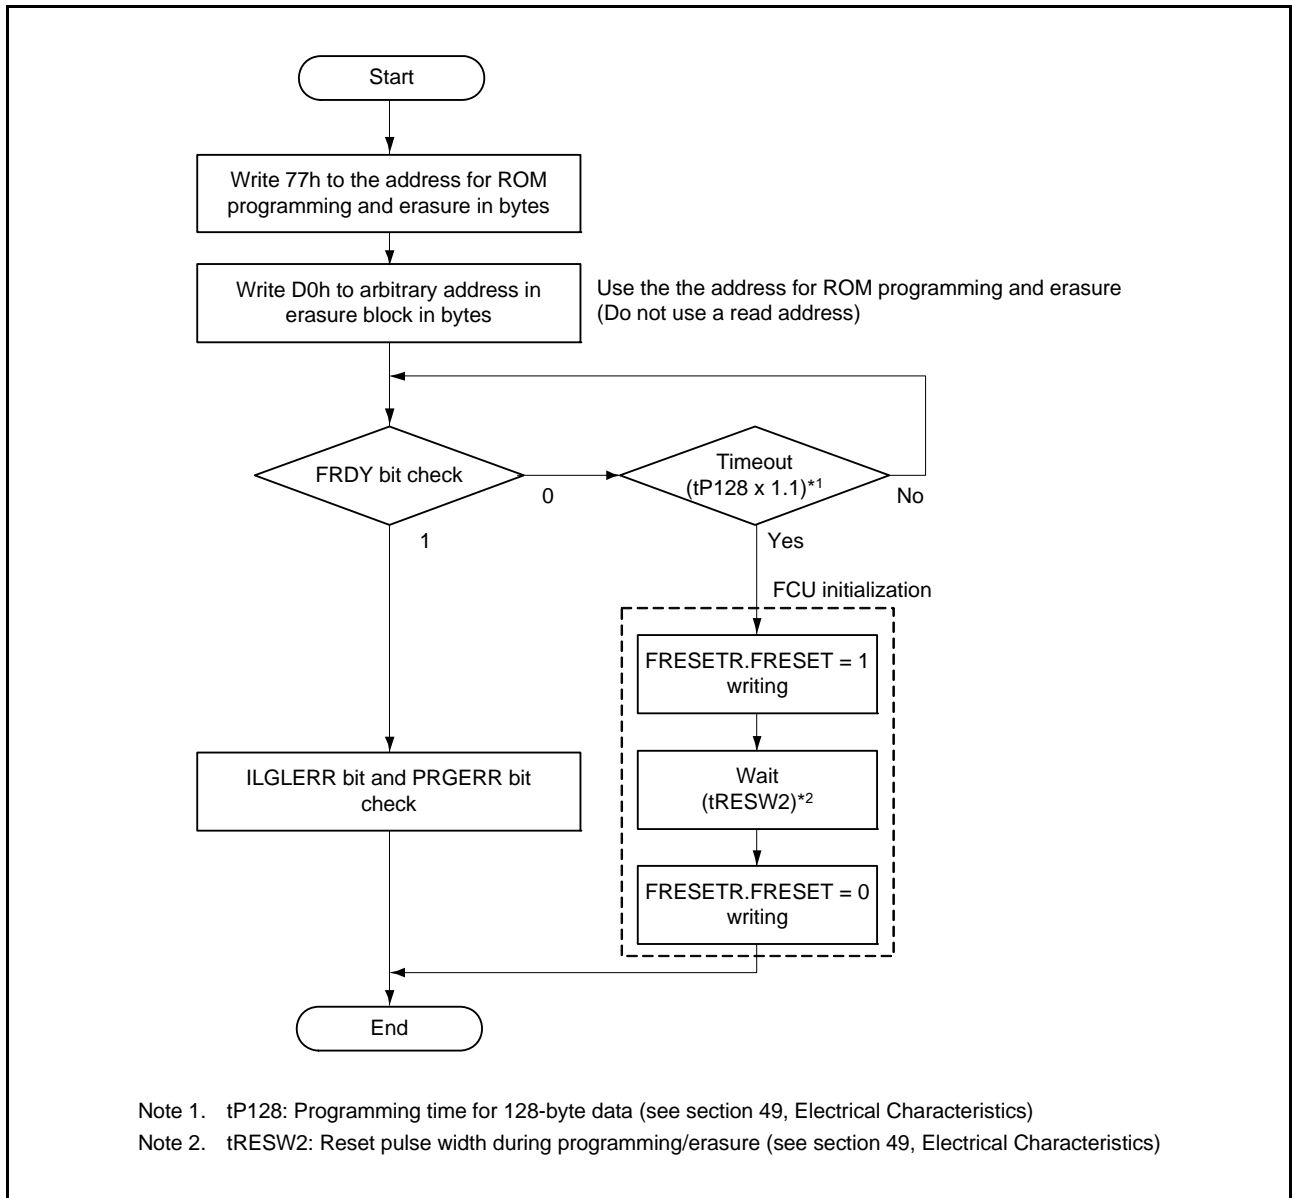 Start
Write 77h to the address for ROM
programming and erasure in bytes
Write D0h to arbitrary address in
erasure block in bytes
Use the the address for ROM programming and erasure
(Do not use a read address)
FRDY bit check
0
1
Timeout
(tP128 x 1.1)*1
No
Yes
FCU initialization
FRESETR.FRESET = 1
writing
Wait
(tRESW2)*2
FRESETR.FRESET = 0
writing
ILGLERR bit and PRGERR bit
check
End
Note 1. tP128: Programming time for 128-byte data (see section 49, Electrical Characteristics)
Note 2. tRESW2: Reset pulse width during programming/erasure (see section 49, Electrical Characteristics)